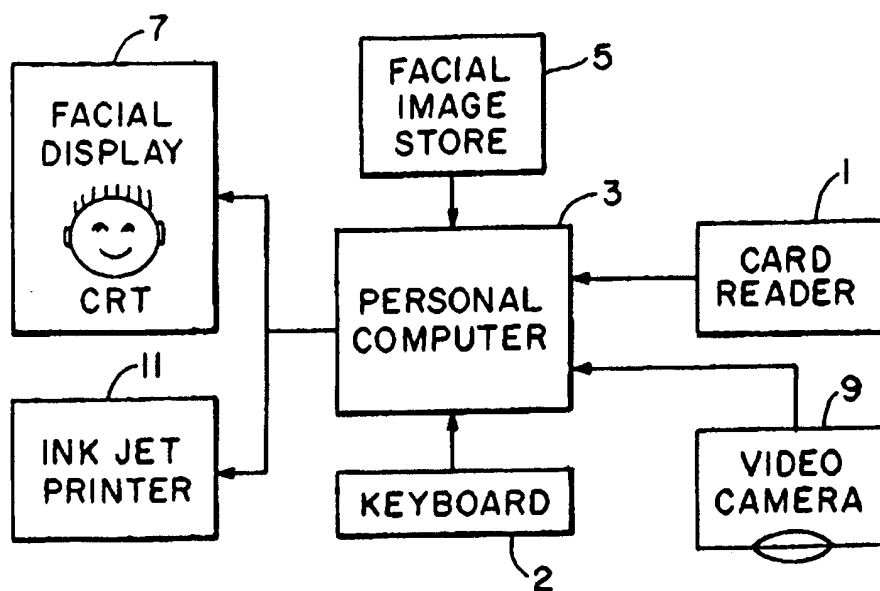 7
FACIAL
DISPLAY
CRT
FACIAL
IMAGE
STORE
5
3
PERSONAL
COMPUTER
1
CARD
READER
11
INK JET
PRINTER
KEYBOARD
2
9
VIDEO
CAMERA